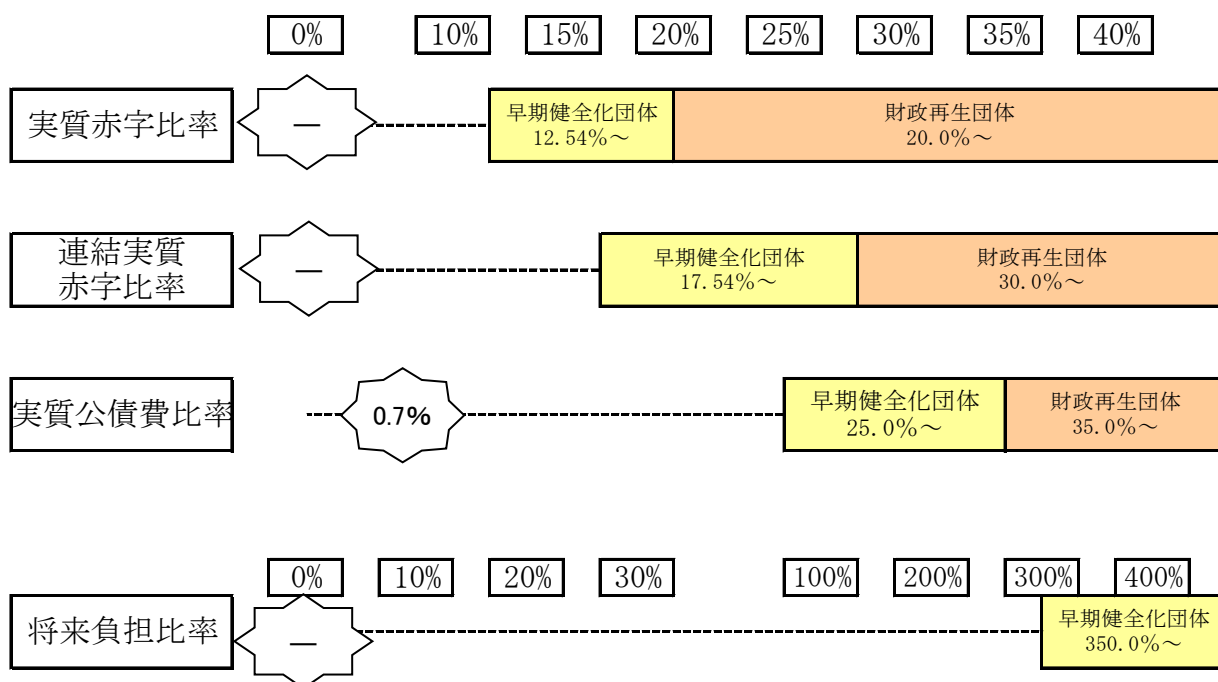 0% 10% 15% 20% 25% 30% 35% 40%
実質赤字比率
—
早期健全化団体
12.54%～
財政再生団体
20.0%～
連結実質
赤字比率
—
早期健全化団体
17.54%～
財政再生団体
30.0%～
実質公債費比率
0.7%
早期健全化団体
25.0%～
財政再生団体
35.0%～
0% 10% 20% 30% 100% 200% 300% 400%
将来負担比率
—
早期健全化団体
350.0%～